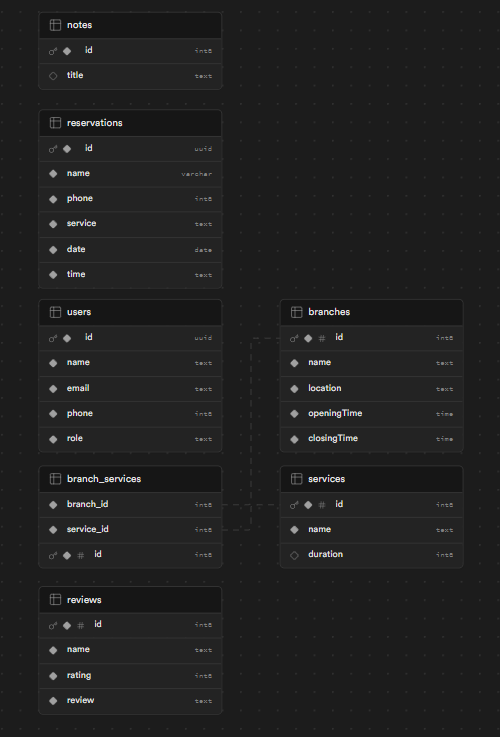 notes
id int8
title text
reservations
id uuid
name varchar
phone int8
service text
date date
time text
users
id uuid
name text
email text
phone int8
role text
branches
# id int8
name text
location text
openingTime time
closingTime time
branch_services
branch_id int8
service_id int8
# id int8
services
# id int8
name text
duration int8
reviews
# id int8
name text
rating int8
review text